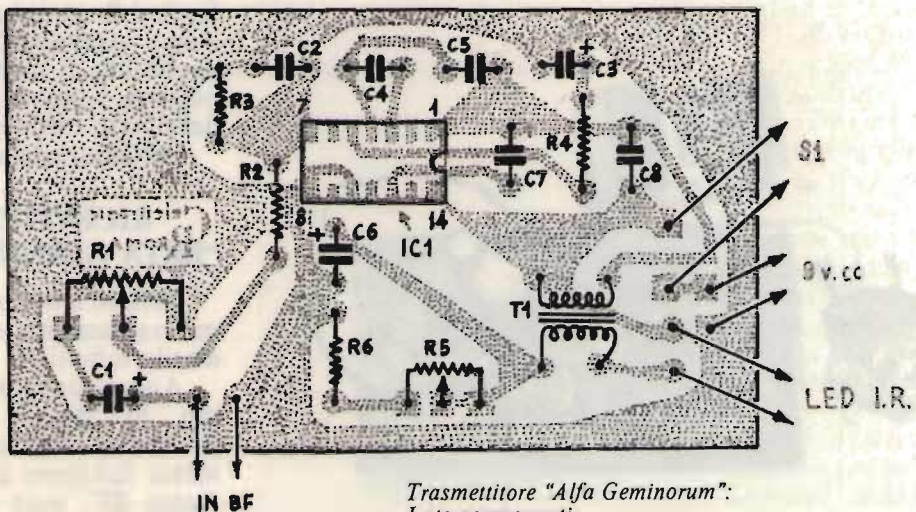 C2
C5
+
C3
R3
C4
7
1
R4
R2
C7
C8
S1
8
14
+
C6
IC1
R1
9 v.cc
T1
R6
R5
C1
+
LED I.R.
IN BF
Trasmettitore "Alfa Geminorum":